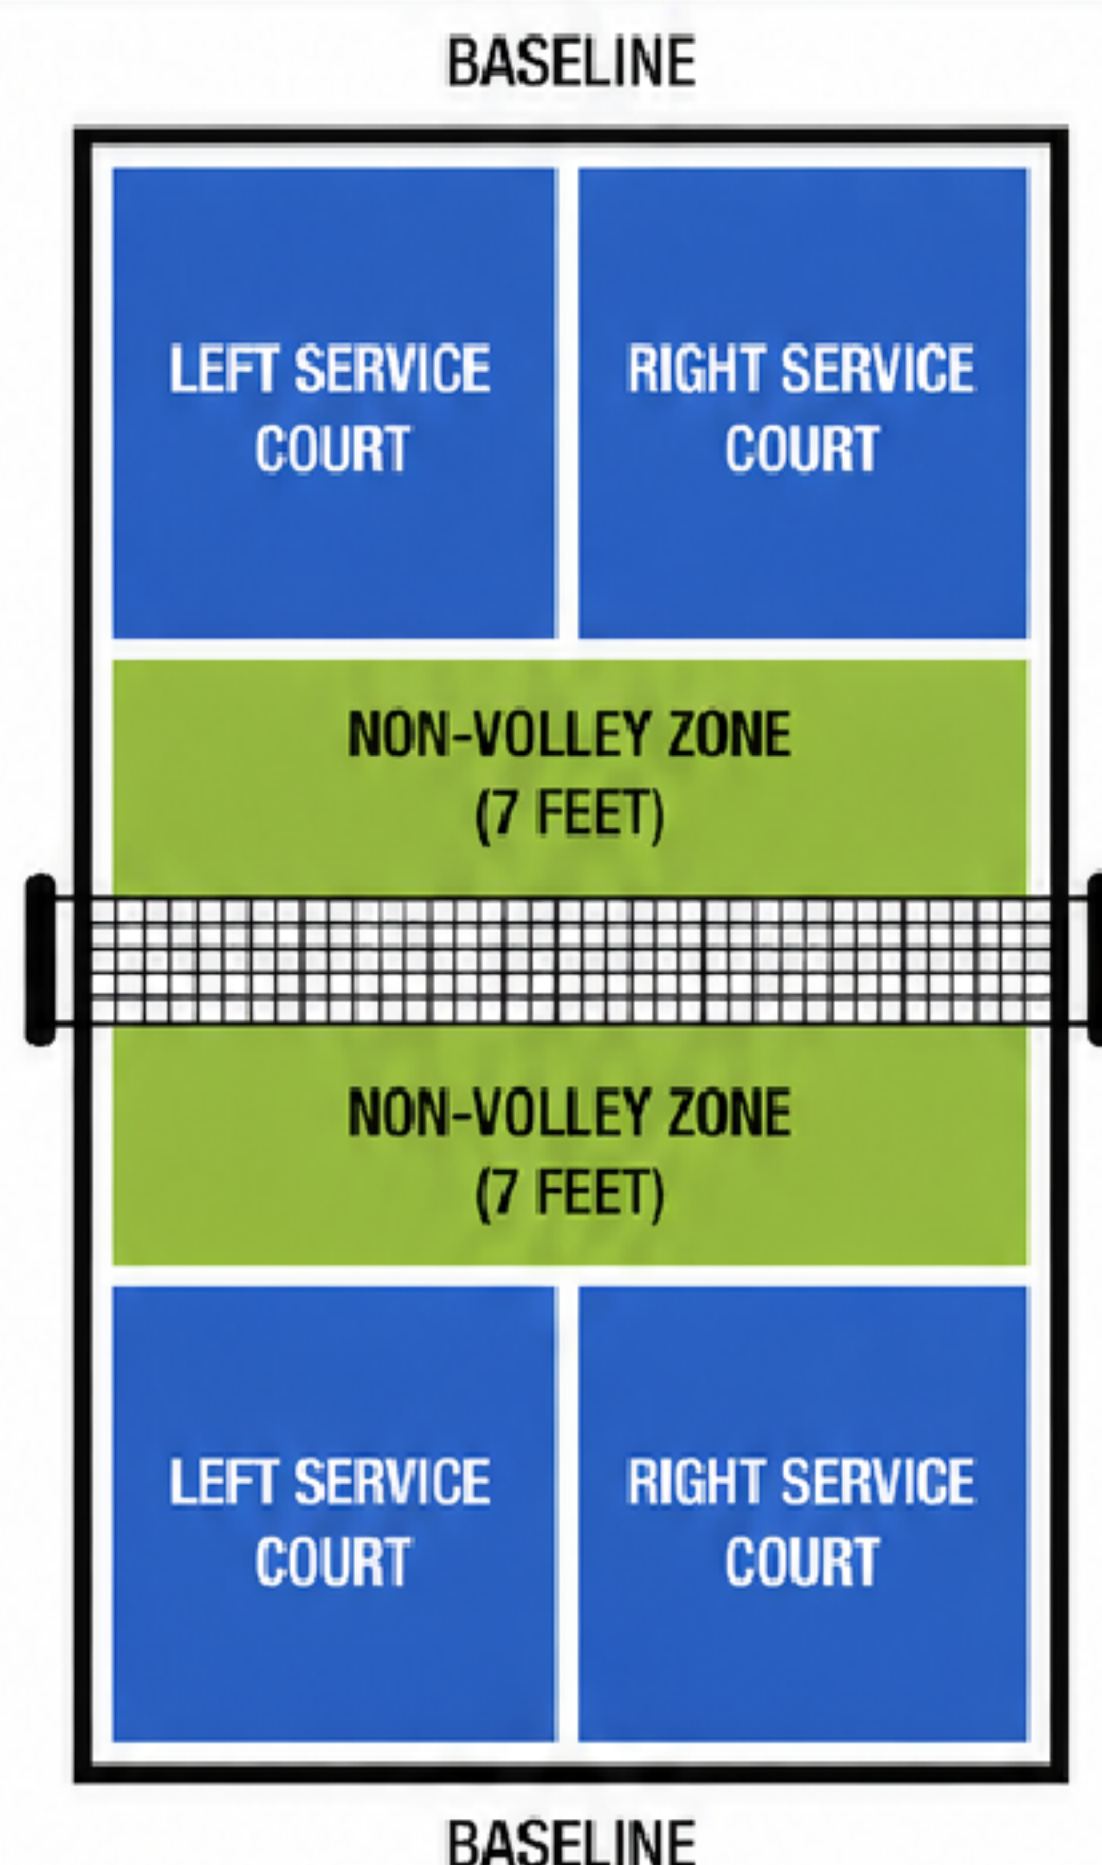 BASELINE
LEFT SERVICE
COURT
RIGHT SERVICE
COURT
NON-VOLLEY ZONE
(7 FEET)
NON-VOLLEY ZONE
(7 FEET)
LEFT SERVICE
COURT
RIGHT SERVICE
COURT
BASELINE